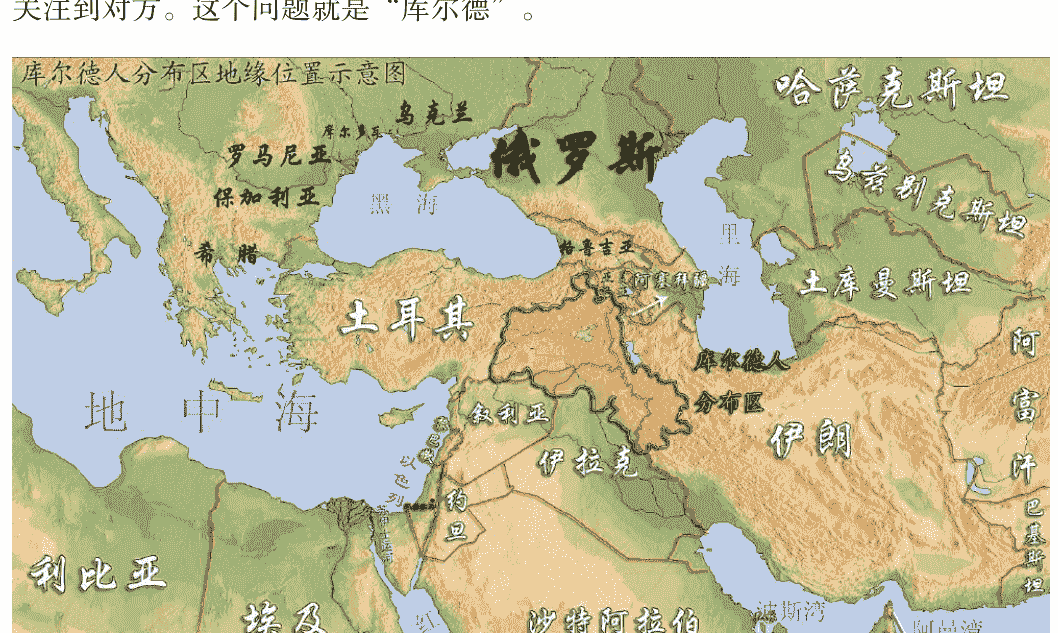 关注到对方。这个问题就是“库尔德”。
库尔德人分布区地缘位置示意图
哈萨克斯坦
乌克兰
俄罗斯
罗马尼亚
乌兹别克斯坦
保加利亚
黑海
里海
希腊
格鲁吉亚
阿塞拜疆
土库曼斯坦
土耳其
阿富汗
库尔德人
分布区
地中海
叙利亚
伊朗
伊拉克
以色列
约旦
巴基斯坦
利比亚
埃及
沙特阿拉伯
波斯湾
阿曼湾